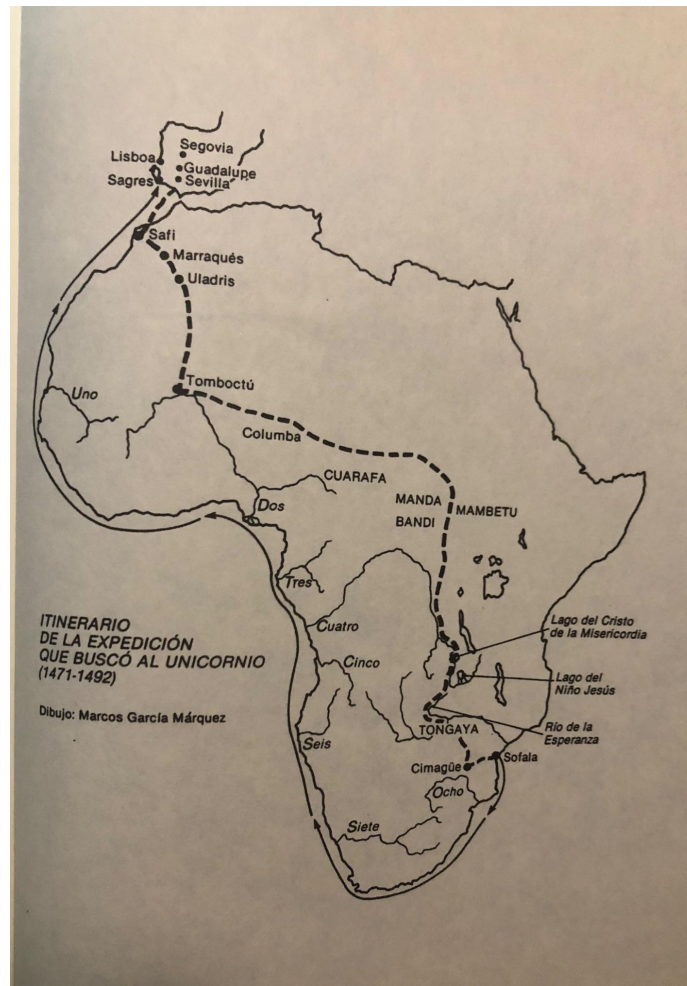 Segovia
Lisboa
Guadalupe
Sagres
Sevilla
Safi
Marraqués
Uladris
Tomboctú
Uno
Columba
CUARAFA
MANDA
MAMBETU
BANDI
Dos
Tres
ITINERARIO
DE LA EXPEDICIÓN
QUE BUSCÓ AL UNICORNIO
(1471-1492)
Dibujo: Marcos García Márquez
Cuatro
Cinco
Lago del Cristo
de la Misericordia
Lago del
Niño Jesús
Río de la
Esperanza
TONGAYA
Seis
Sofala
Cimagüe
Ocho
Siete